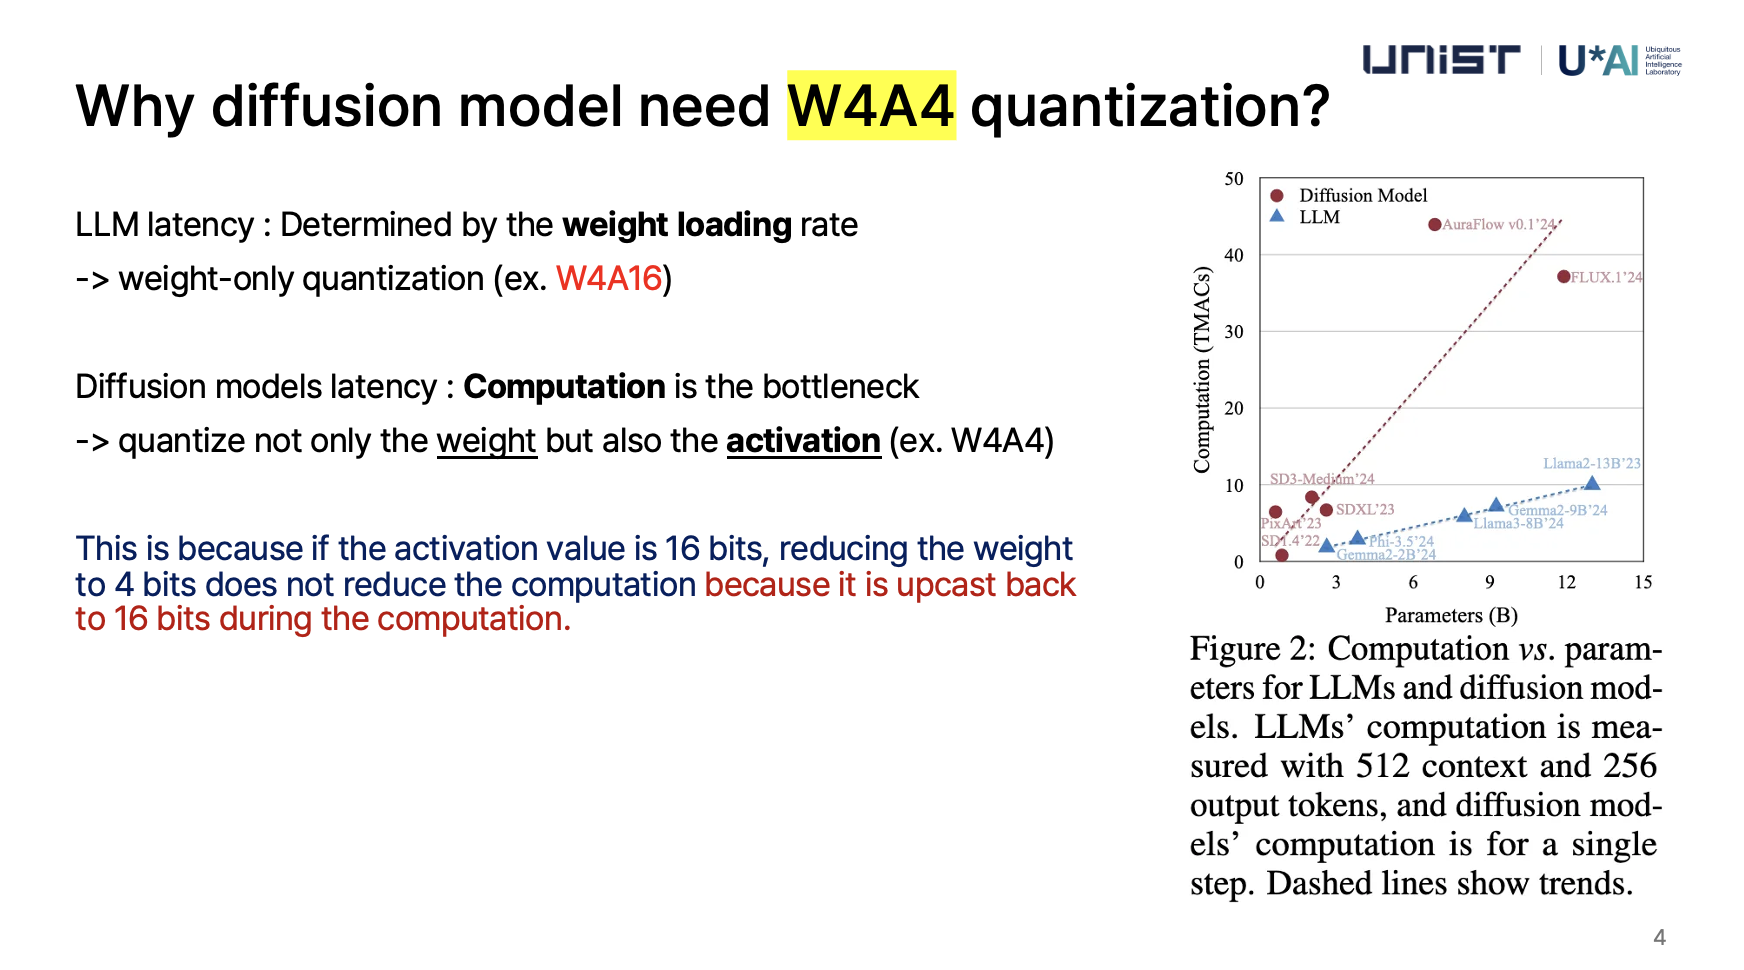 UNIST
U*AI
Ubiquitous
Artificial
Intelligence
Laboratory
Why diffusion model need W4A4 quantization?
LLM latency : Determined by the weight loading rate
-> weight-only quantization (ex. W4A16)
Diffusion models latency : Computation is the bottleneck
-> quantize not only the weight but also the activation (ex. W4A4)
This is because if the activation value is 16 bits, reducing the weight
to 4 bits does not reduce the computation because it is upcast back
to 16 bits during the computation.
50
40
30
20
10
0
Computation (TMACs)
Diffusion Model
LLM
AuraFlow v0.1'24
FLUX.1'24
Llama2-13B'23
SD3-Medium'24
SDXL'23
Gemma2-9B'24
PixArt'23
Llama3-8B'24
SD1.4'22
Phi-3.5'24
Gemma2-2B'24
0 3 6 9 12 15
Parameters (B)
Figure 2: Computation vs. param-
eters for LLMs and diffusion mod-
els. LLMs' computation is mea-
sured with 512 context and 256
output tokens, and diffusion mod-
els' computation is for a single
step. Dashed lines show trends.
4